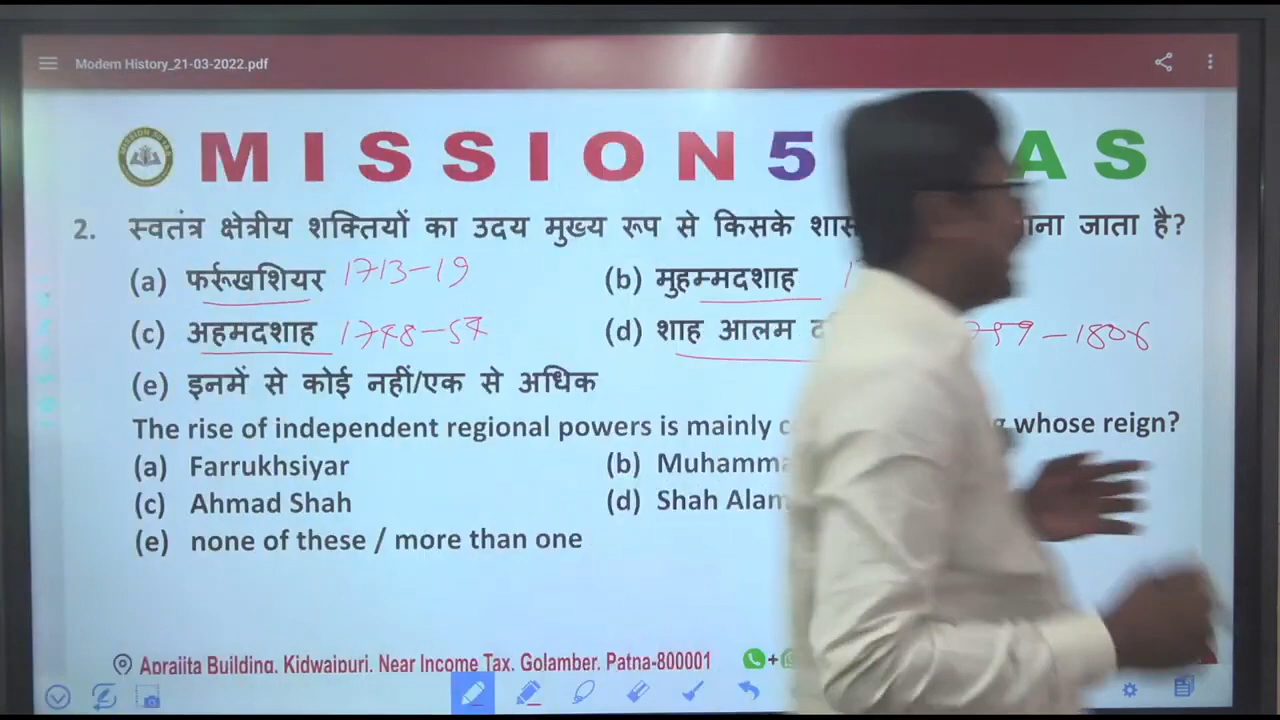 Modern History_21-03-2022.pdf
MISSION 5 AS
2. स्वतंत्र क्षेत्रीय शक्तियों का उदय मुख्य रूप से किसके जाता है?
(a) फर्रूखशियर 1713-19 (b) मुहम्मदशाह
(c) अहमदशाह 1748-54 (d) शाह आलम 1806
(e) इनमें से कोई नहीं/एक से अधिक
The rise of independent regional powers is mainly whose reign?
(a) Farrukhsiyar (b)
(c) Ahmad Shah (d) Shah
(e) none of these / more than one
Aprajita Building, Kidwaipuri, Near Income Tax, Golamber, Patna-800001